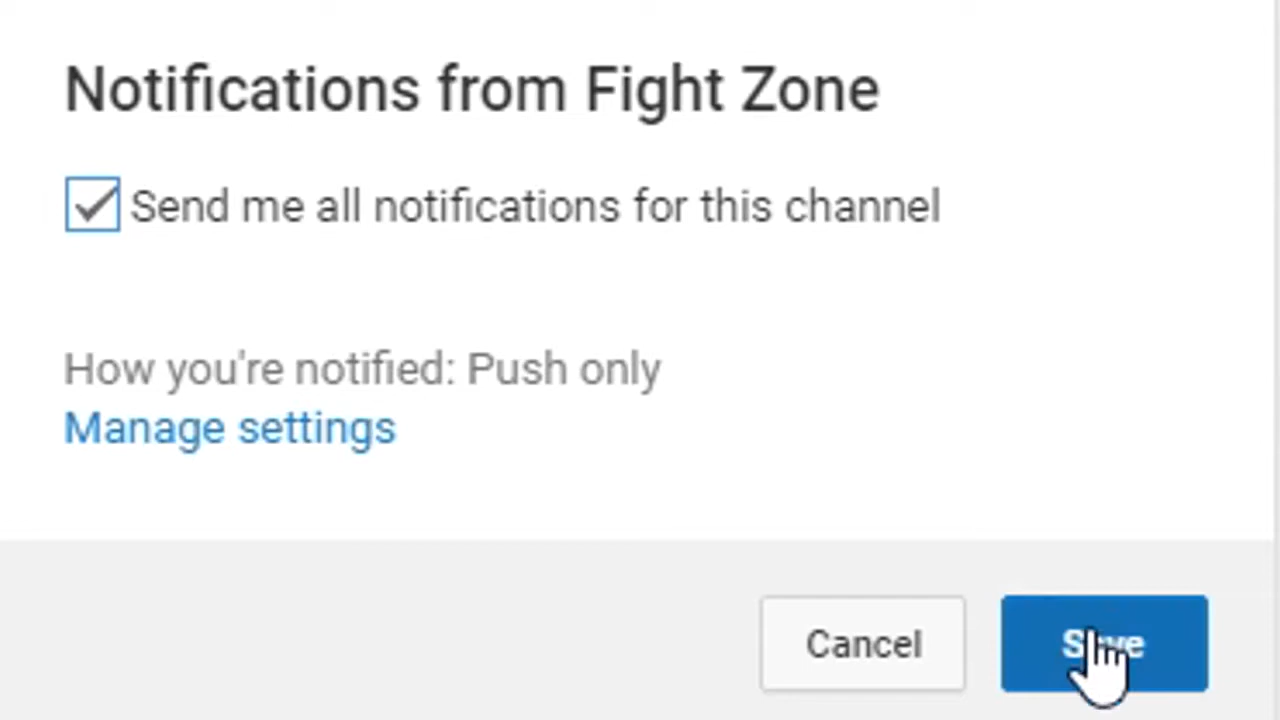 Notifications from Fight Zone
Send me all notifications for this channel
How you're notified: Push only
Manage settings
Cancel
Save